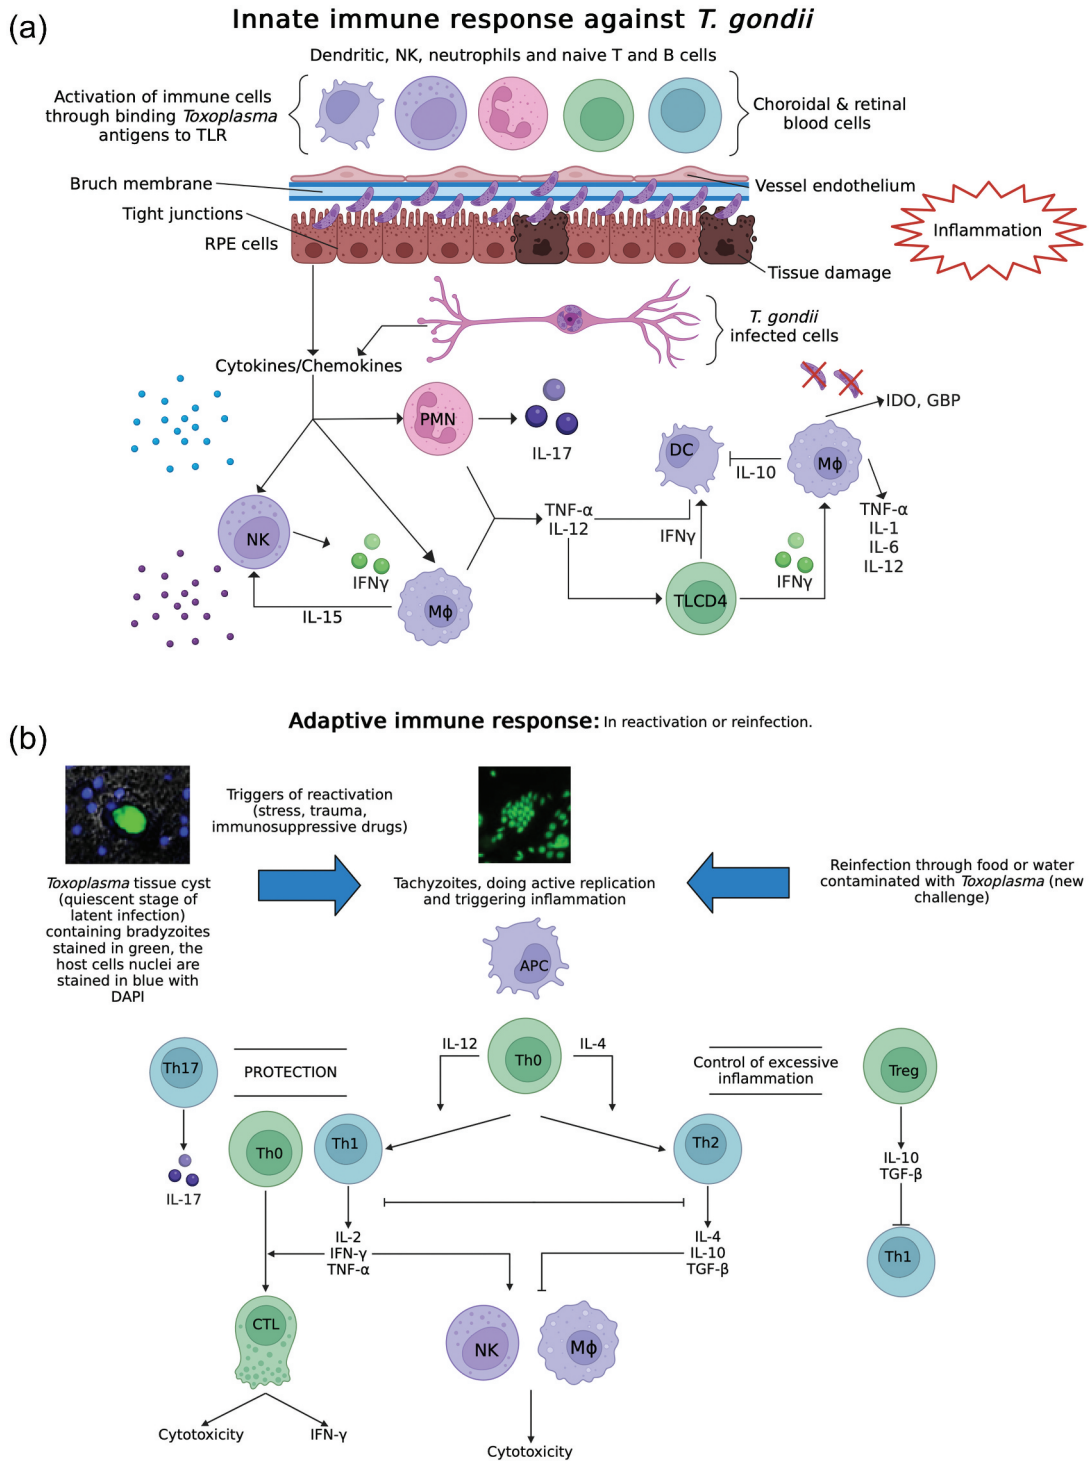 (a)
Innate immune response against T. gondii
Dendritic, NK, neutrophils and naive T and B cells
Activation of immune cells
through binding Toxoplasma
antigens to TLR
Choroidal & retinal
blood cells
Bruch membrane
Vessel endothelium
Tight junctions
RPE cells
Inflammation
Tissue damage
T. gondii
infected cells
Cytokines/Chemokines
PMN
IL-17
IDO, GBP
DC
IL-10
Mϕ
TNF-α
IL-12
IFNγ
TNF-α
IL-1
IL-6
IL-12
NK
IFNγ
IFNγ
TLCD4
Mϕ
IL-15
(b)
Adaptive immune response: In reactivation or reinfection.
Triggers of reactivation
(stress, trauma,
immunosuppressive drugs)
Toxoplasma tissue cyst
(quiescent stage of
latent infection)
containing bradyzoites
stained in green, the
host cells nuclei are
stained in blue with
DAPI
Tachyzoites, doing active replication
and triggering inflammation
Reinfection through food or water
contaminated with Toxoplasma (new
challenge)
APC
IL-12
Th0
IL-4
Th17
PROTECTION
Control of excessive
inflammation
Treg
Th0
Th1
Th2
IL-17
IL-10
TGF-β
IL-2
IFN-γ
TNF-α
IL-4
IL-10
TGF-β
Th1
CTL
NK
Mϕ
Cytotoxicity
IFN-γ
Cytotoxicity